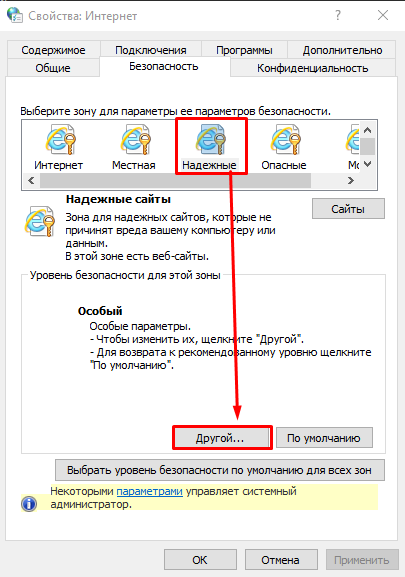 Свойства: Интернет
Содержимое Подключения Программы Дополнительно
Общие Безопасность Конфиденциальность
Выберите зону для параметры ее параметров безопасности.
Интернет Местная Надежные Опасные
Надежные сайты
Сайты
Зона для надежных сайтов, которые не
причинят вреда вашему компьютеру или
данным.
В этой зоне есть веб-сайты.
Уровень безопасности для этой зоны
Особый
Особые параметры.
- Чтобы изменить их, щелкните "Другой".
- Для возврата к рекомендованному уровню щелкните
"По умолчанию".
Другой... По умолчанию
Выбрать уровень безопасности по умолчанию для всех зон
Некоторыми параметрами управляет системный
администратор.
ОК Отмена Применить